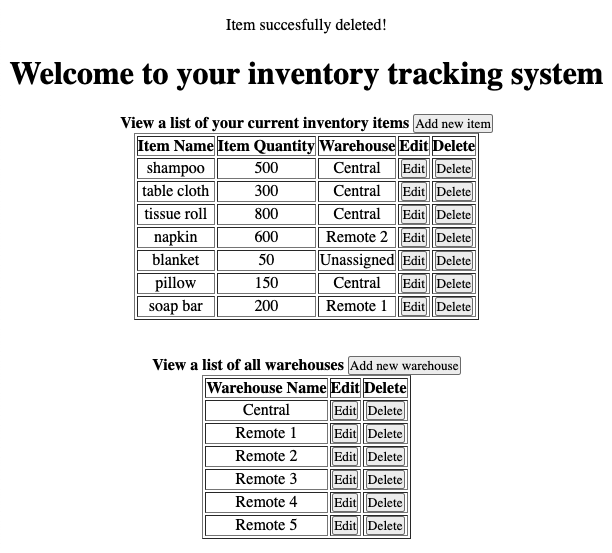 Item succesfully deleted!
Welcome to your inventory tracking system
View a list of your current inventory items Add new item
Item Name Item Quantity Warehouse Edit Delete
shampoo 500 Central Edit Delete
table cloth 300 Central Edit Delete
tissue roll 800 Central Edit Delete
napkin 600 Remote 2 Edit Delete
blanket 50 Unassigned Edit Delete
pillow 150 Central Edit Delete
soap bar 200 Remote 1 Edit Delete
View a list of all warehouses Add new warehouse
Warehouse Name Edit Delete
Central Edit Delete
Remote 1 Edit Delete
Remote 2 Edit Delete
Remote 3 Edit Delete
Remote 4 Edit Delete
Remote 5 Edit Delete